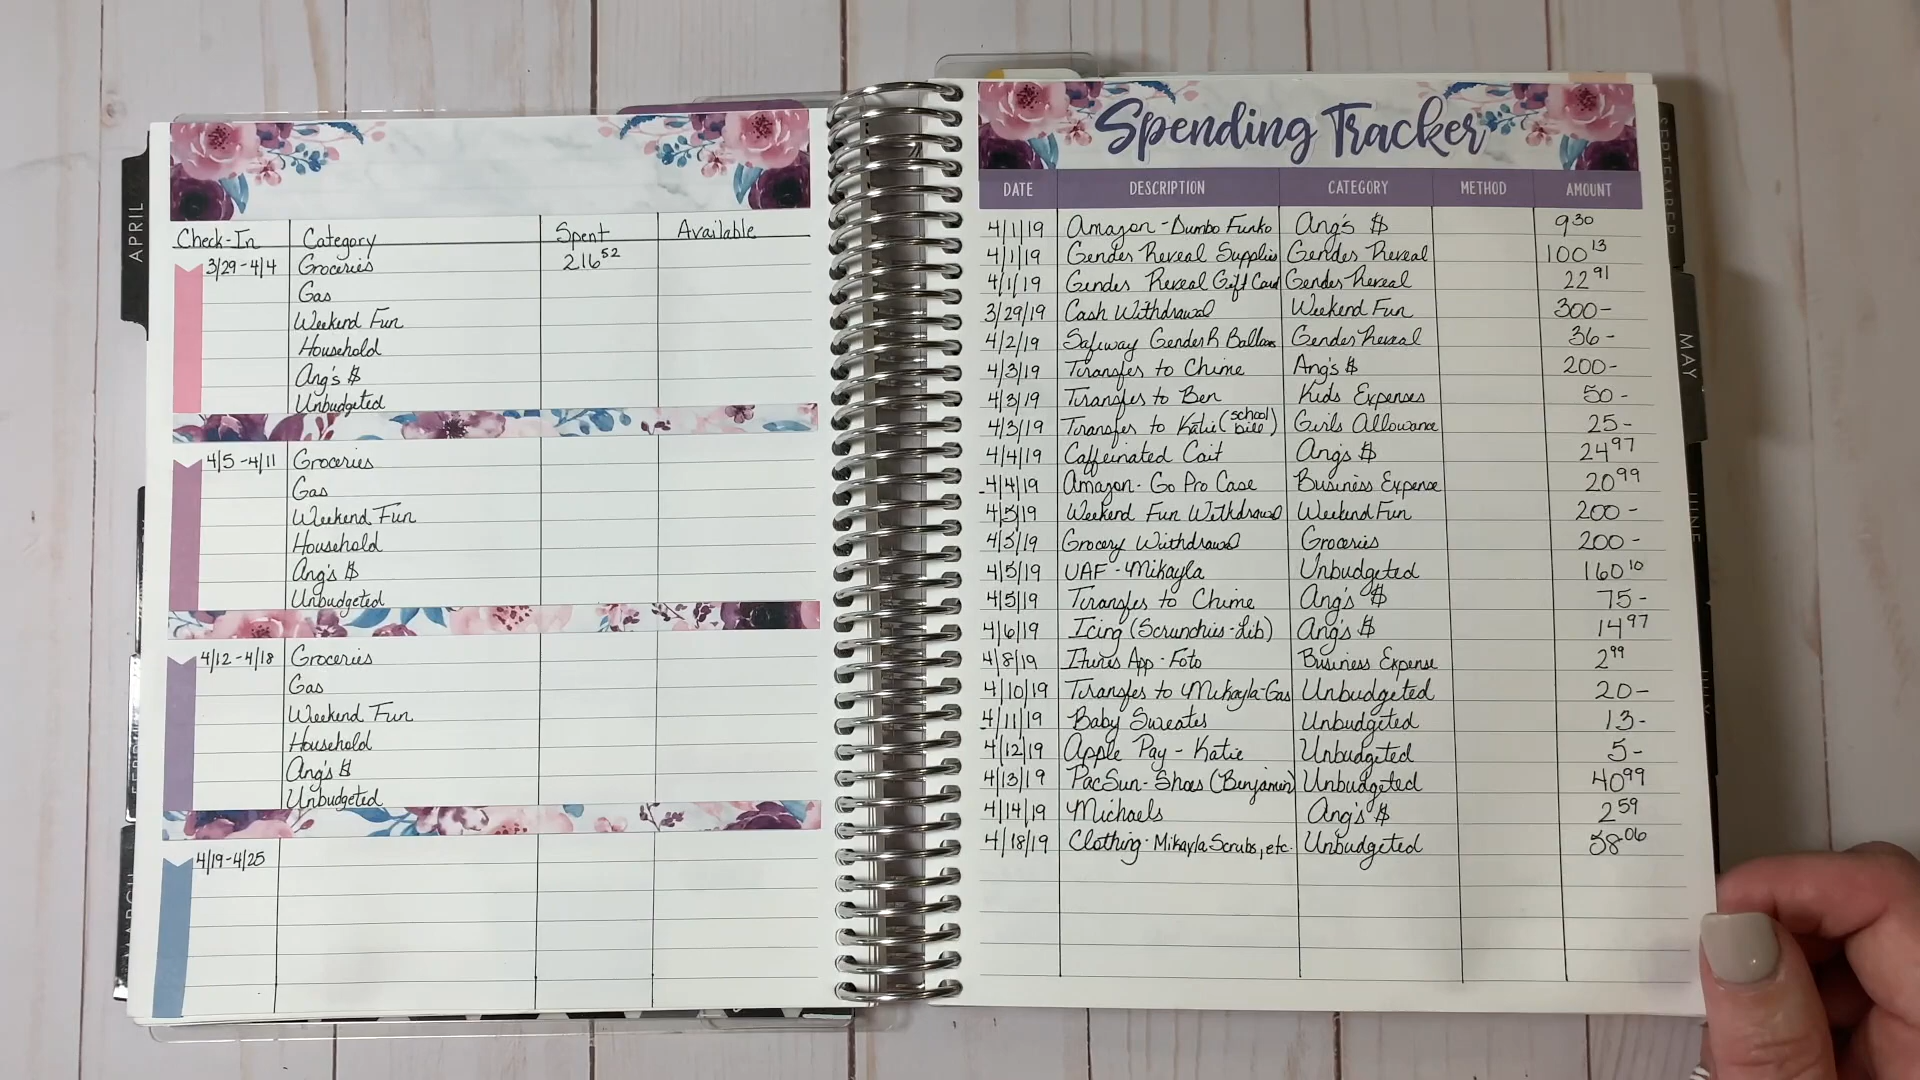 APRIL
Check-In Category Spent Available
3/29-4/4 Groceries 216 52
Gas
Weekend Fun
Household
Ang's $
Unbudgeted
4/5-4/11 Groceries
Gas
Weekend Fun
Household
Ang's $
Unbudgeted
4/12-4/18 Groceries
Gas
Weekend Fun
Household
Ang's $
Unbudgeted
4/19-4/25
MARCH
Spending Tracker
DATE DESCRIPTION CATEGORY METHOD AMOUNT
4/1/19 Amazon - Dumbo Funko Ang's $ 9 30
4/1/19 Gender Reveal Supplies Gender Reveal 100 13
4/1/19 Gender Reveal Gift Card Gender Reveal 22 91
3/29/19 Cash Withdrawal Weekend Fun 300-
4/2/19 Safeway Gender R Balloons Gender Reveal 36-
4/3/19 Transfer to Chime Ang's $ 200-
4/3/19 Transfer to Ben Kids Expenses 50-
4/3/19 Transfer to Katie (school bill) Girls Allowance 25-
4/4/19 Caffeinated Cait Ang's $ 24 97
4/4/19 Amazon- Go Pro Case Business Expense 20 99
4/5/19 Weekend Fun Withdrawal Weekend Fun 200-
4/5/19 Grocery Withdrawal Groceries 200-
4/5/19 UAF - Mikayla Unbudgeted 160 10
4/5/19 Transfer to Chime Ang's $ 75-
4/6/19 Icing (Scrunchies-Lib) Ang's $ 14 97
4/8/19 Itunes App - Foto Business Expense 2 99
4/10/19 Transfer to Mikayla-Gas Unbudgeted 20-
4/11/19 Baby Sweater Unbudgeted 13-
4/12/19 Apple Pay - Katie Unbudgeted 5-
4/13/19 PacSun- Shoes (Benjamin) Unbudgeted 40 99
4/14/19 Michaels Ang's $ 2 59
4/18/19 Clothing- Mikayla Scrubs, etc. Unbudgeted 06
SEPTEMBER
MAY
JUNE
JULY